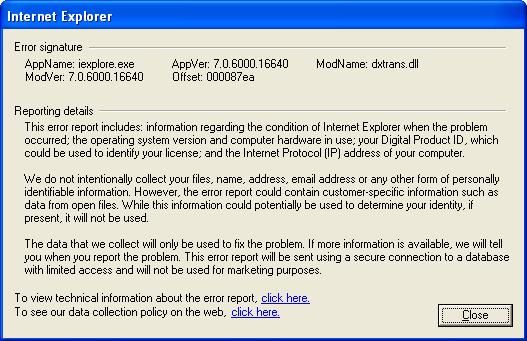 Internet Explorer
Error signature
AppName: iexplore.exe AppVer: 7.0.6000.16640 ModName: dxtrans.dll
ModVer: 7.0.6000.16640 Offset: 000087ea
Reporting details
This error report includes: information regarding the condition of Internet Explorer when the problem
occurred; the operating system version and computer hardware in use; your Digital Product ID, which
could be used to identify your license; and the Internet Protocol (IP) address of your computer.
We do not intentionally collect your files, name, address, email address or any other form of personally
identifiable information. However, the error report could contain customer-specific information such as
data from open files. While this information could potentially be used to determine your identity, if
present, it will not be used.
The data that we collect will only be used to fix the problem. If more information is available, we will tell
you when you report the problem. This error report will be sent using a secure connection to a database
with limited access and will not be used for marketing purposes.
To view technical information about the error report, click here.
To see our data collection policy on the web, click here.
Close